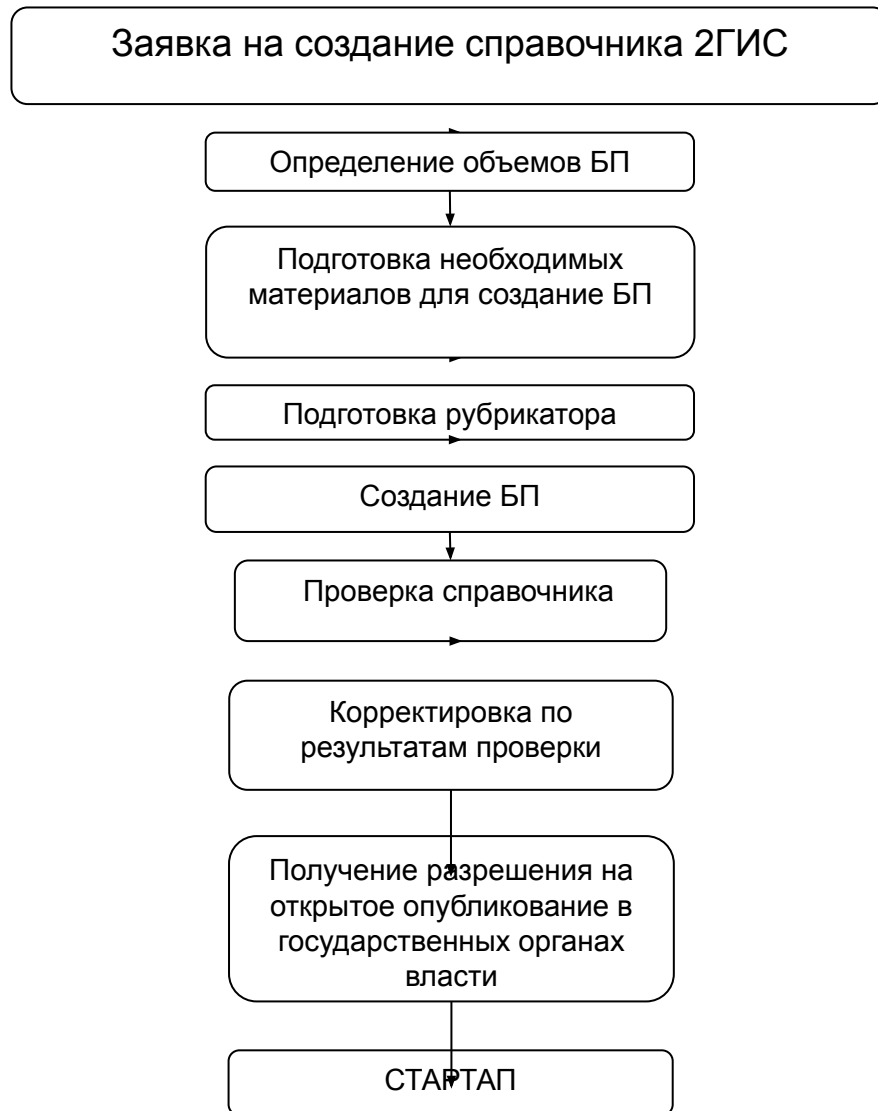 Заявка на создание справочника 2ГИС
Определение объемов БП
Подготовка необходимых
материалов для создание БП
Подготовка рубрикатора
Создание БП
Проверка справочника
Корректировка по
результатам проверки
Получение разрешения на
открытое опубликование в
государственных органах
власти
СТАРТАП